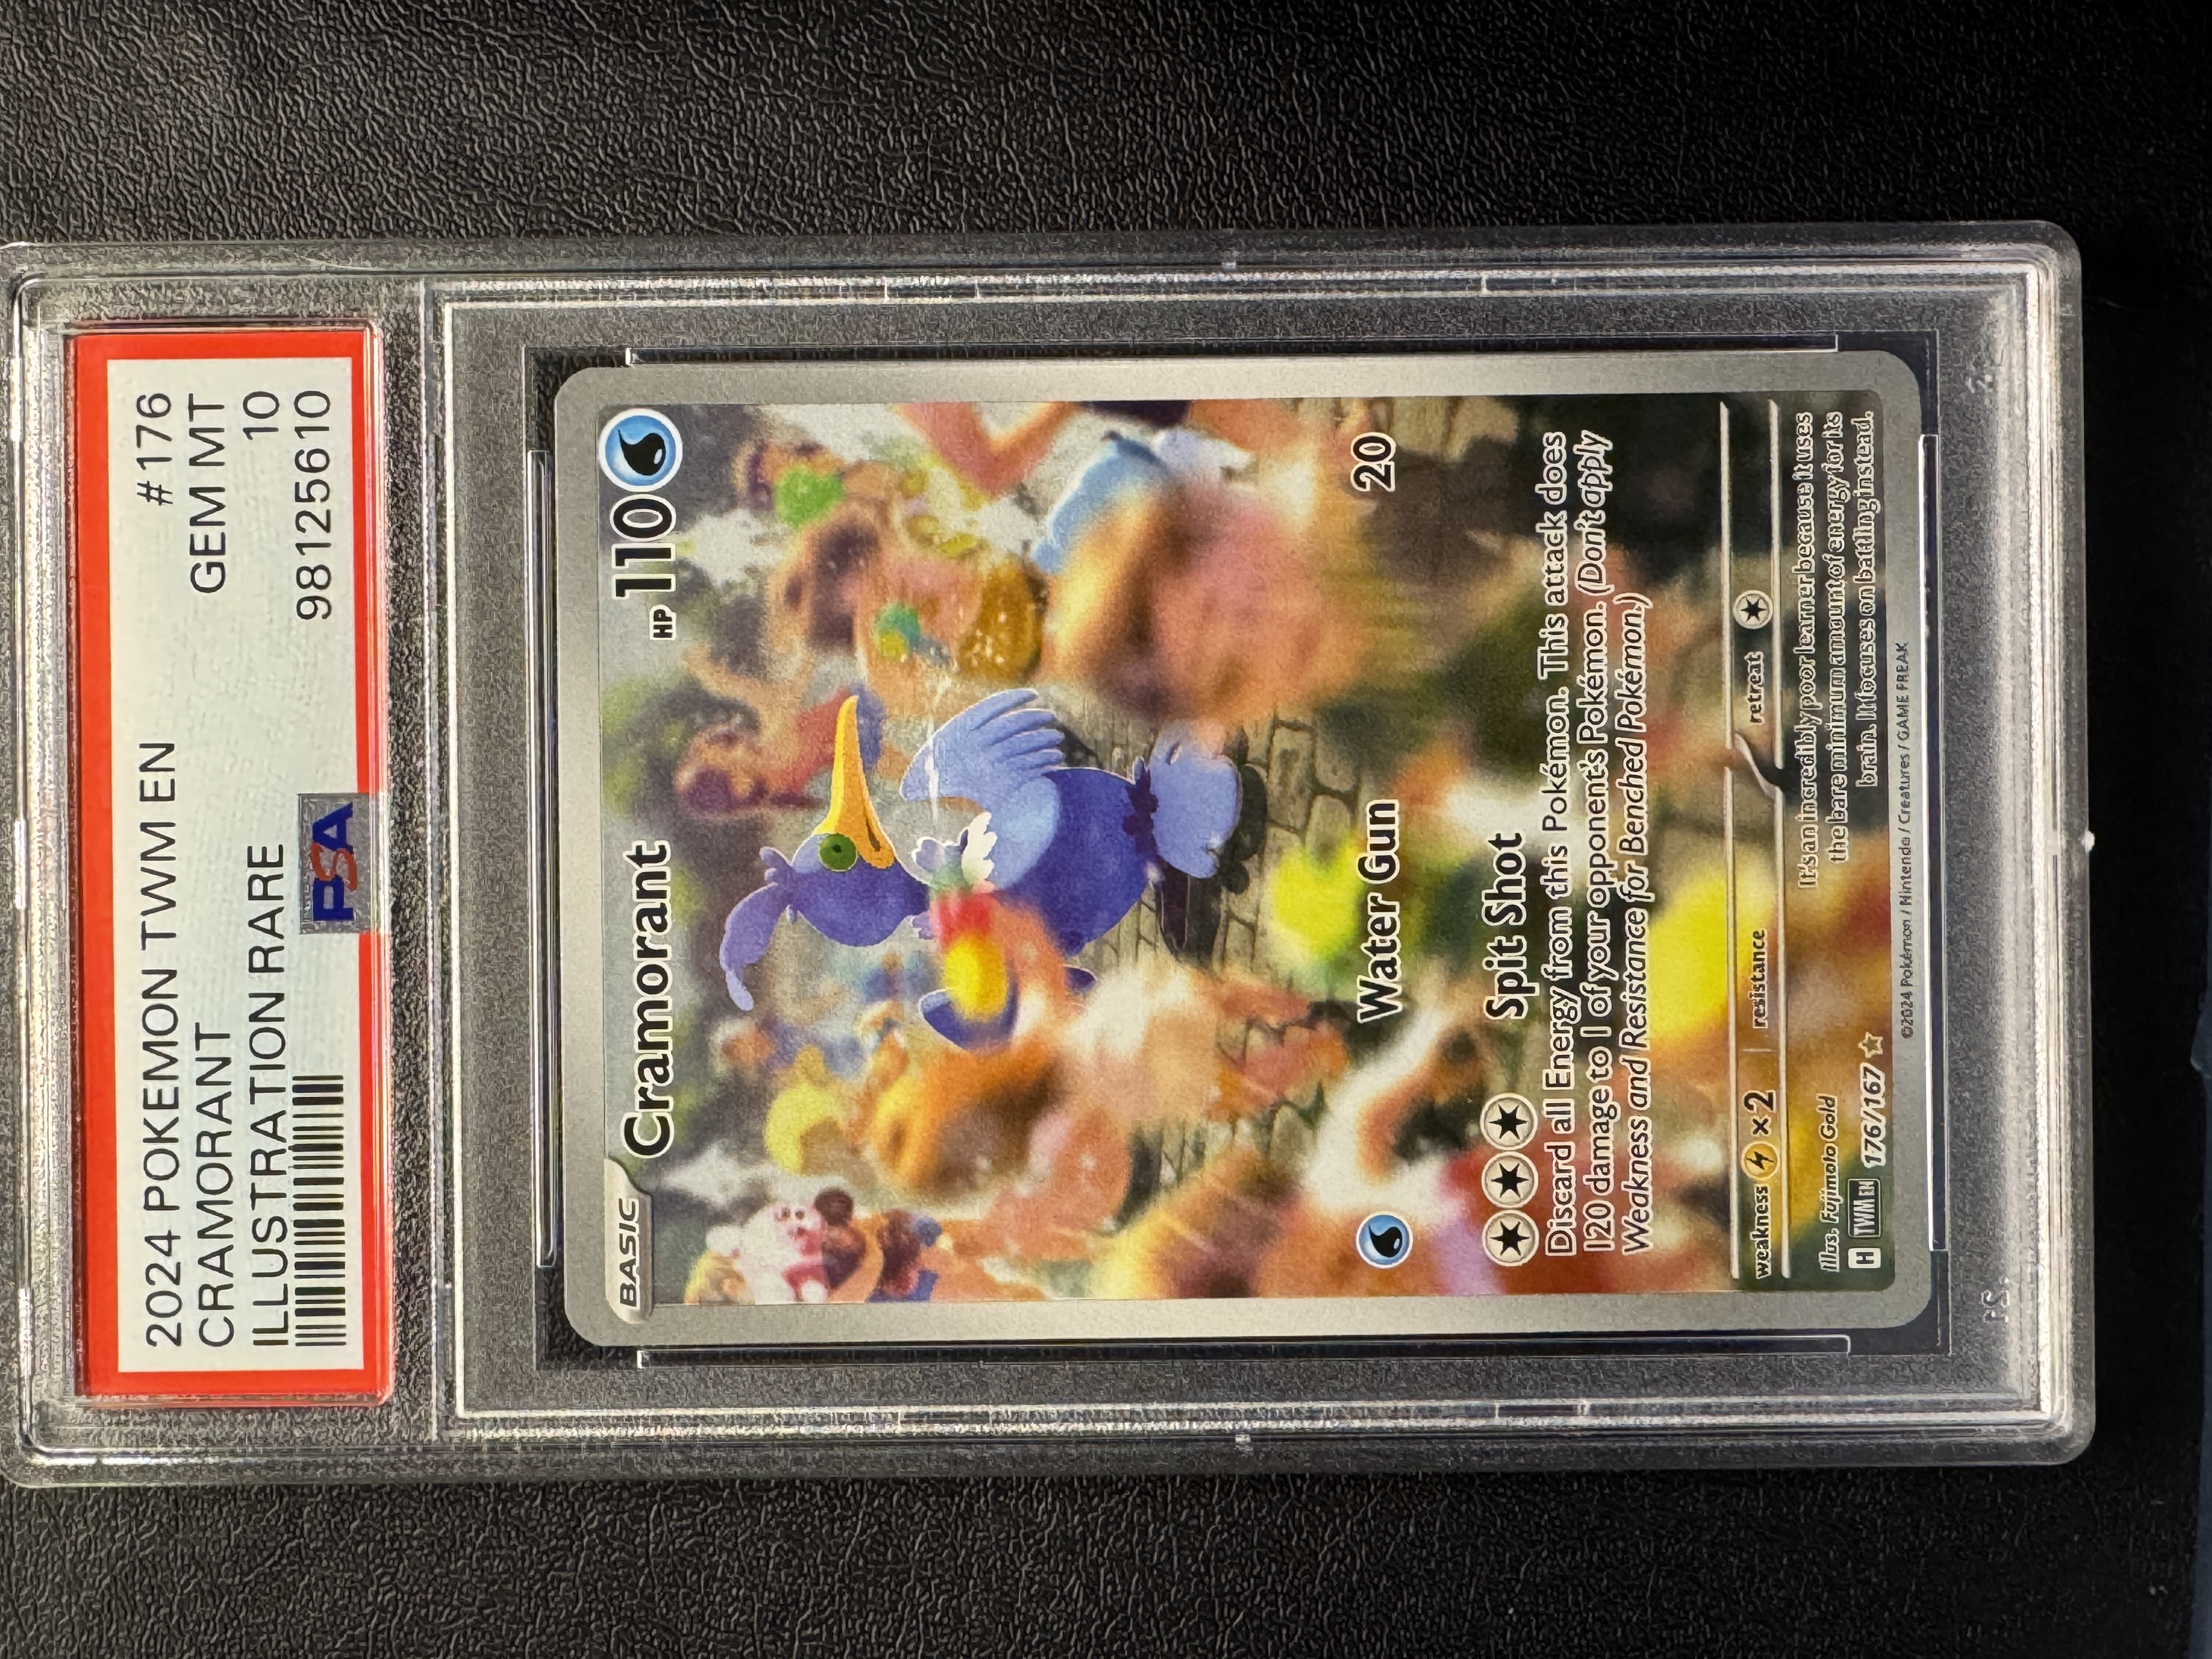 2024 POKEMON TWM EN #176
CRAMORANT GEM MT
ILLUSTRATION RARE 10
PSA 98125610
BASIC
Cramorant HP 110
Water Gun 20
Spit Shot
Discard all Energy from this Pokémon. This attack does
120 damage to 1 of your opponent's Pokémon. (Don't apply
Weakness and Resistance for Benched Pokémon.)
weakness ×2 resistance retreat
Illus. Fujimoto Gold
H TWM EN 176/167
It's an incredibly poor learner because it uses
the bare minimum amount of energy for its
brain. It focuses on battling instead.
©2024 Pokémon / Nintendo / Creatures / GAME FREAK